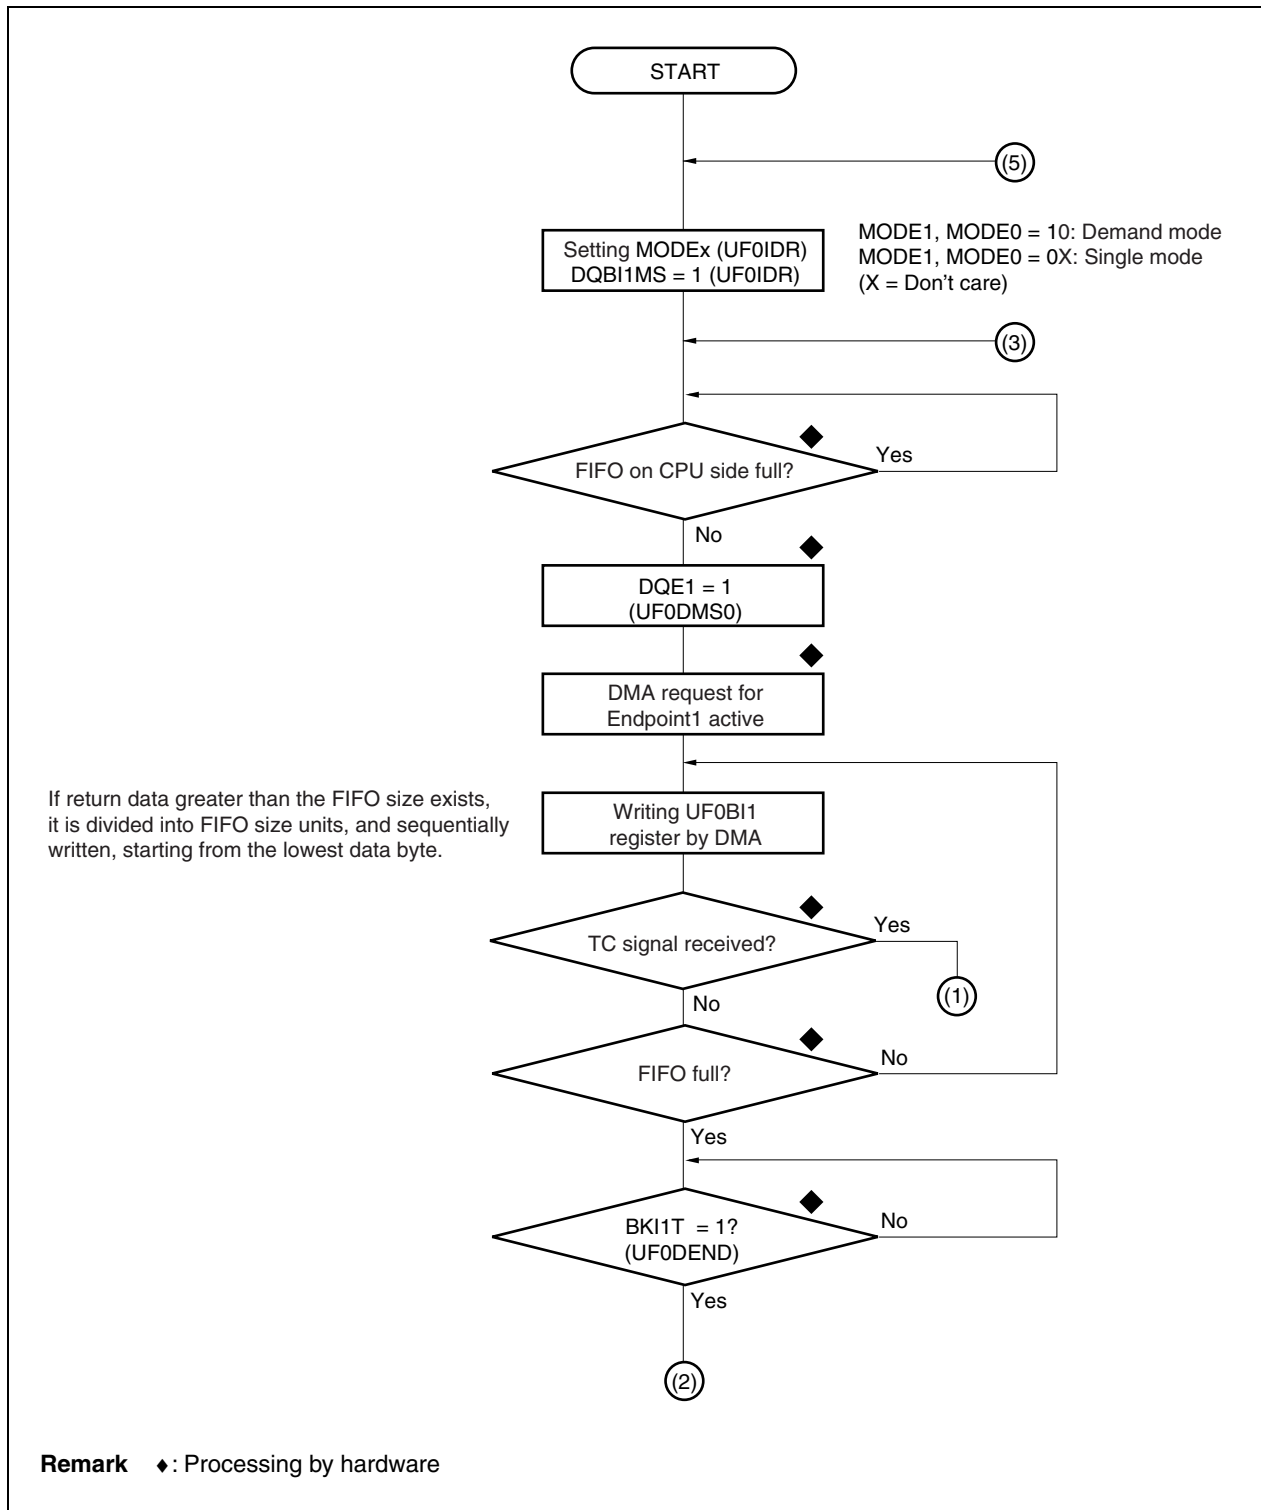 START
(5)
Setting MODEx (UF0IDR)
DQBI1MS = 1 (UF0IDR)
MODE1, MODE0 = 10: Demand mode
MODE1, MODE0 = 0X: Single mode
(X = Don't care)
(3)
FIFO on CPU side full?
Yes
No
DQE1 = 1
(UF0DMS0)
DMA request for
Endpoint1 active
If return data greater than the FIFO size exists,
it is divided into FIFO size units, and sequentially
written, starting from the lowest data byte.
Writing UF0BI1
register by DMA
TC signal received?
Yes
(1)
No
FIFO full?
No
Yes
BKI1T = 1?
(UF0DEND)
No
Yes
(2)
Remark ♦: Processing by hardware